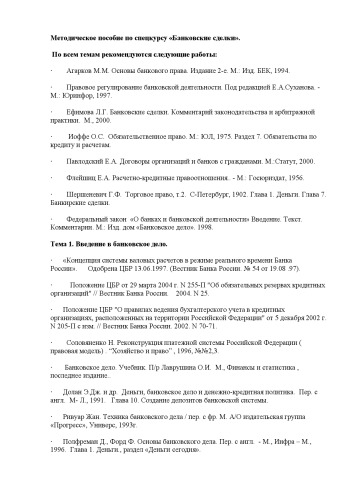 Методическое пособие по спецкурсу «Банковские сделки».
По всем темам рекомендуются следующие работы:
· Агарков М.М. Основы банкового права. Издание 2-е. М.: Изд. БЕК, 1994.
· Правовое регулирование банковской деятельности. Под редакцией Е.А.Суханова. -
М.: Юринфор, 1997.
· Ефимова Л.Г. Банковские сделки. Комментарий законодательства и арбитражной
практики. М., 2000.
· Иоффе О.С. Обязательственное право. М.: ЮЛ, 1975. Раздел 7. Обязательства по
кредиту и расчетам.
· Павлодский Е.А. Договоры организаций и банков с гражданами. М.:Статут, 2000.
· Флейшиц Е.А. Расчетно-кредитные правоотношения. - М.: Госюриздат, 1956.
· Шершеневич Г.Ф. Торговое право, т.2. С-Петербург, 1902. Глава 1. Деньги. Глава 7.
Банкирские сделки.
· Федеральный закон «О банках и банковской деятельности» Введение. Текст.
Комментарии. М.: Изд. дом «Банковское дело». 1998.
Тема 1. Введение в банковское дело.
· «Концепция системы валовых расчетов в режиме реального времени Банка
России». Одобрена ЦБР 13.06.1997. (Вестник Банка России. № 54 от 19.08 .97).
· Положение ЦБР от 29 марта 2004 г. N 255-П "Об обязательных резервах кредитных
организаций" // Вестник Банка России. 2004. N 25.
· Положение ЦБР "О правилах ведения бухгалтерского учета в кредитных
организациях, расположенных на территории Российской Федерации" от 5 декабря 2002 г.
N 205-П с изм. // Вестник Банка России. 2002. N 70-71.
· Соловяненко Н. Реконструкция платежной системы Российской Федерации (
правовая модель) . “Хозяйство и право” , 1996, №№2,3.
· Банковское дело. Учебник. П/р Лаврушина О.И. М., Финансы и статистика ,
последнее издание .
· Долан Э.Дж. и др. Деньги, банковское дело и денежно-кредитная политика. Пер. с
англ. М- Л., 1991. Глава 10. Создание депозитов банковской системы.
· Ривуар Жан. Техника банковского дела / пер. с фр. М. А/О издательская группа
«Прогресс», Универс, 1993г.
· Полфреман Д., Форд Ф. Основы банковского дела. Пер. с англ. - М., Инфра – М.,
1996. Глава 1. Деньги , раздел «Деньги сегодня».